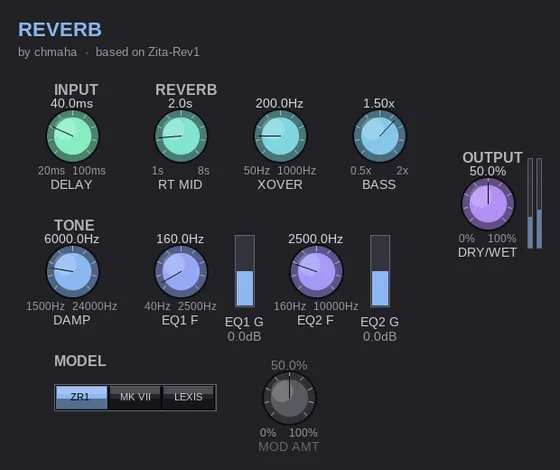 REVERB
by chmaha · based on Zita-Rev1
INPUT REVERB
40.0ms 2.0s 200.0Hz 1.50x
20ms 100ms 1s 8s 50Hz 1000Hz 0.5x 2x
DELAY RT MID XOVER BASS
OUTPUT
50.0%
0% 100%
DRY/WET
TONE
6000.0Hz 160.0Hz 2500.0Hz
1500Hz 24000Hz 40Hz 2500Hz 160Hz 10000Hz
DAMP EQ1 F EQ1 G EQ2 F EQ2 G
0.0dB 0.0dB
MODEL
50.0%
ZR1 MK VII LEXIS
0% 100%
MOD AMT